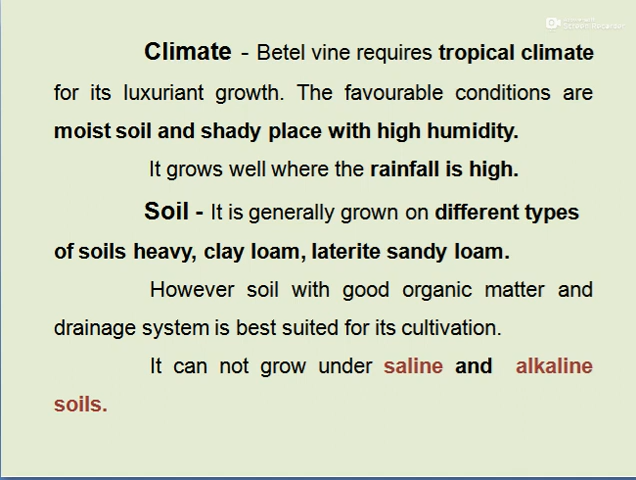 Climate - Betel vine requires tropical climate
for its luxuriant growth. The favourable conditions are
moist soil and shady place with high humidity.
It grows well where the rainfall is high.
Soil - It is generally grown on different types
of soils heavy, clay loam, laterite sandy loam.
However soil with good organic matter and
drainage system is best suited for its cultivation.
It can not grow under saline and alkaline
soils.